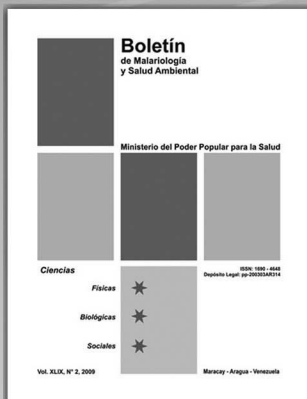 Boletín
de Malariología
y Salud Ambiental
Ministerio del Poder Popular para la Salud
Ciencias
ISSN: 1690 - 4648
Depósito Legal: pp-200303AR314
Físicas
Biológicas
Sociales
Vol. XLIX, N° 2, 2009
Maracay - Aragua - Venezuela